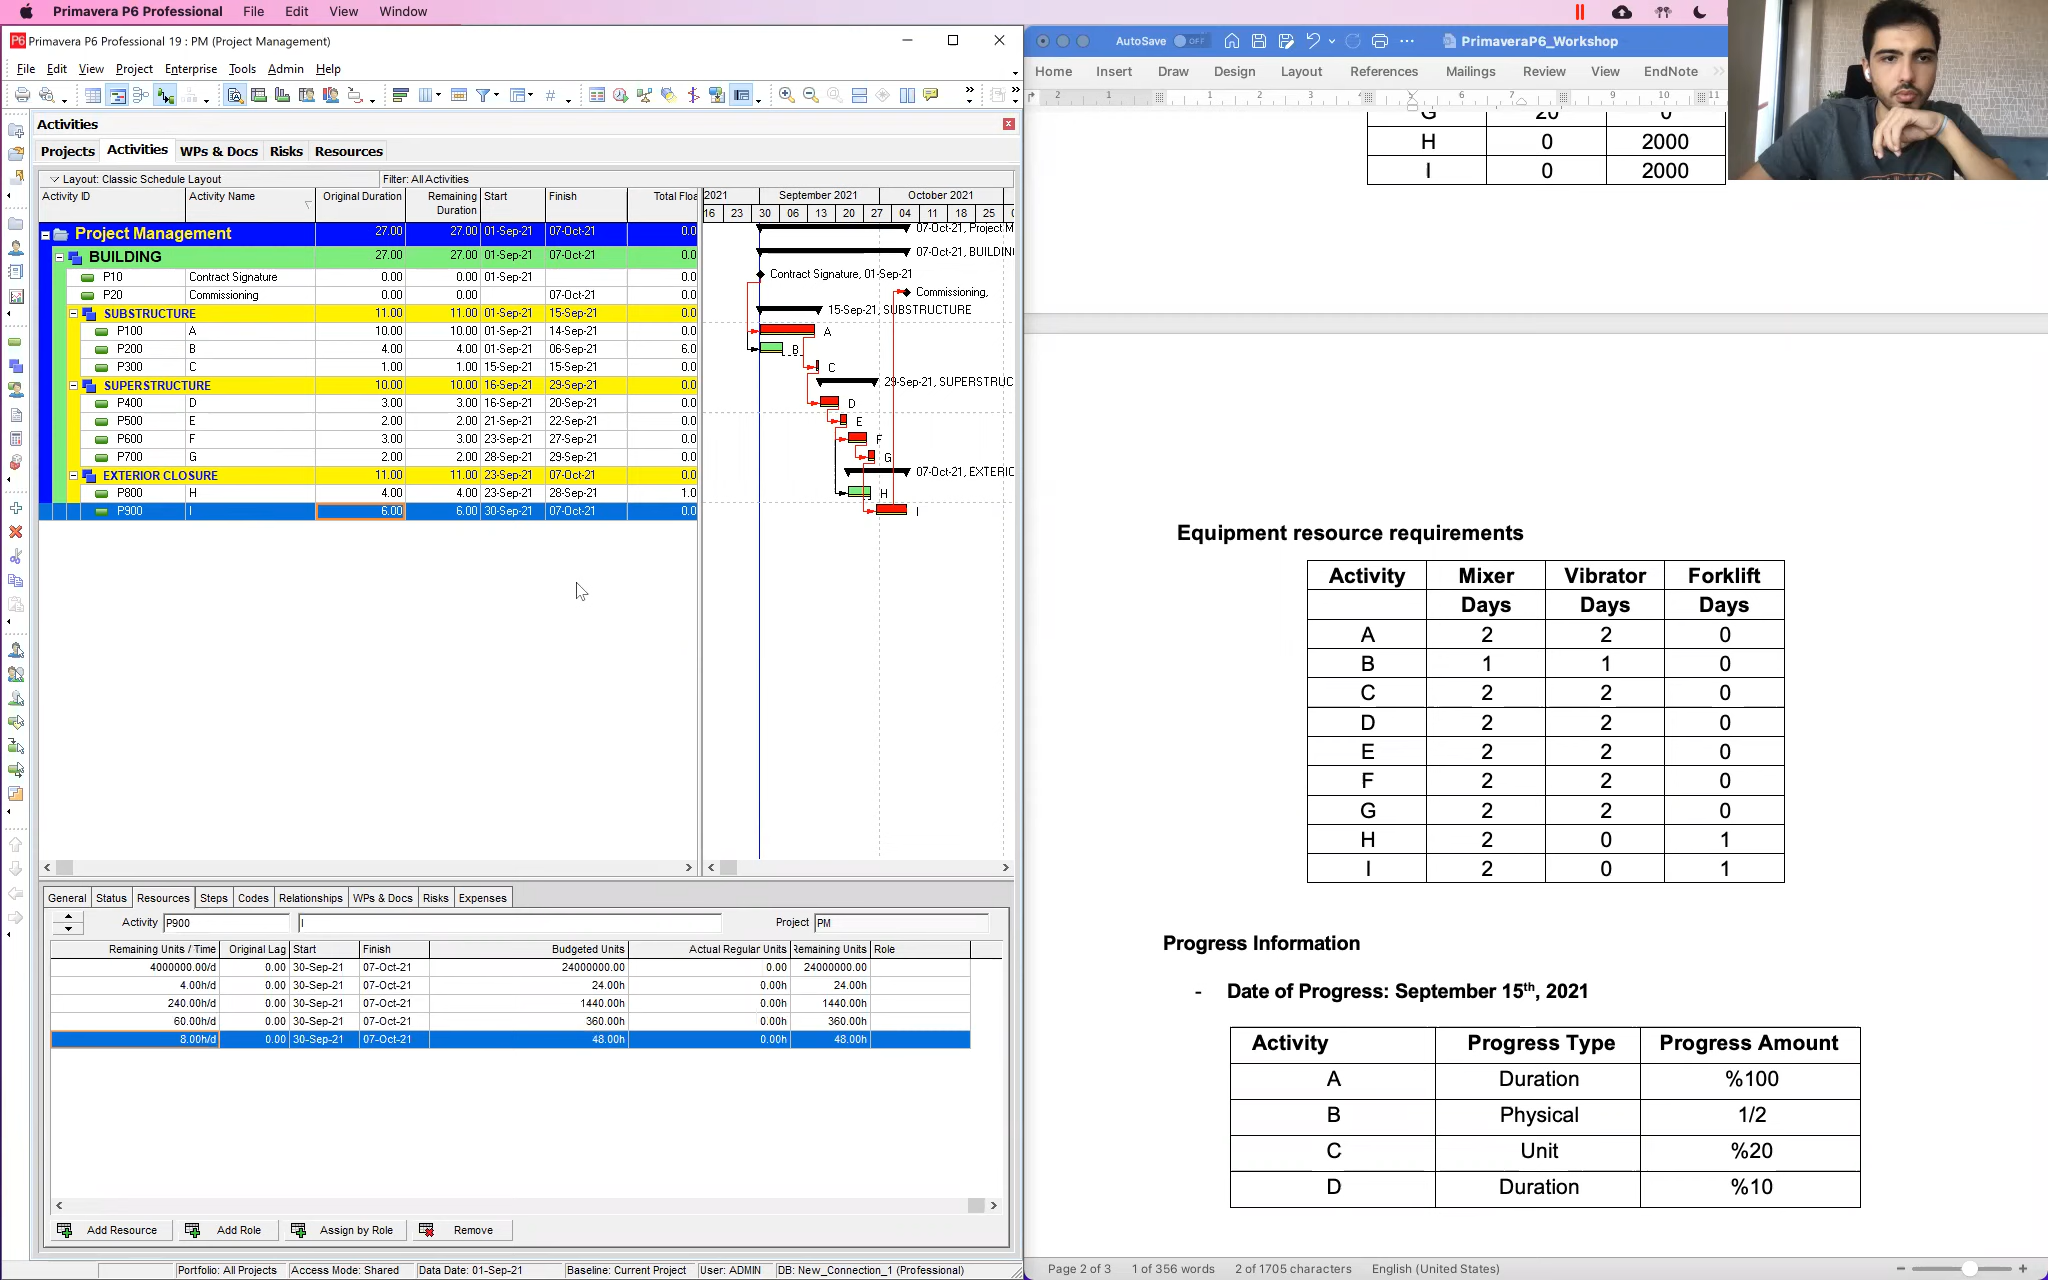 Primavera P6 Professional File Edit View Window
P6 Primavera P6 Professional 19 : PM (Project Management)
File Edit View Project Enterprise Tools Admin Help
Activities
Projects Activities WPs & Docs Risks Resources
Layout: Classic Schedule Layout Filter: All Activities
Activity ID Activity Name Original Duration Remaining Duration Start Finish Total Floa
2021 September 2021 October 2021
16 23 30 06 13 20 27 04 11 18 25
Project Management 27.00 27.00 01-Sep-21 07-Oct-21 0.0
BUILDING 27.00 27.00 01-Sep-21 07-Oct-21 0.0
P10 Contract Signature 0.00 0.00 01-Sep-21 0.0
P20 Commissioning 0.00 0.00 07-Oct-21 0.0
SUBSTRUCTURE 11.00 11.00 01-Sep-21 15-Sep-21 0.0
P100 A 10.00 10.00 01-Sep-21 14-Sep-21 0.0
P200 B 4.00 4.00 01-Sep-21 06-Sep-21 6.0
P300 C 1.00 1.00 15-Sep-21 15-Sep-21 0.0
SUPERSTRUCTURE 10.00 10.00 16-Sep-21 29-Sep-21 0.0
P400 D 3.00 3.00 16-Sep-21 20-Sep-21 0.0
P500 E 2.00 2.00 21-Sep-21 22-Sep-21 0.0
P600 F 3.00 3.00 23-Sep-21 27-Sep-21 0.0
P700 G 2.00 2.00 28-Sep-21 29-Sep-21 0.0
EXTERIOR CLOSURE 11.00 11.00 23-Sep-21 07-Oct-21 0.0
P800 H 4.00 4.00 23-Sep-21 28-Sep-21 1.0
P900 I 6.00 6.00 30-Sep-21 07-Oct-21 0.0
07-Oct-21, Project M
07-Oct-21, BUILDIN
Contract Signature, 01-Sep-21
Commissioning,
15-Sep-21, SUBSTRUCTURE
A
B
C
29-Sep-21, SUPERSTRUC
D
E
F
G
07-Oct-21, EXTERIC
H
I
General Status Resources Steps Codes Relationships WPs & Docs Risks Expenses
Activity P900 I Project PM
Remaining Units / Time Original Lag Start Finish Budgeted Units Actual Regular Units Remaining Units Role
4000000.00/d 0.00 30-Sep-21 07-Oct-21 24000000.00 0.00 24000000.00
4.00h/d 0.00 30-Sep-21 07-Oct-21 24.00h 0.00h 24.00h
240.00h/d 0.00 30-Sep-21 07-Oct-21 1440.00h 0.00h 1440.00h
60.00h/d 0.00 30-Sep-21 07-Oct-21 360.00h 0.00h 360.00h
8.00h/d 0.00 30-Sep-21 07-Oct-21 48.00h 0.00h 48.00h
Add Resource Add Role Assign by Role Remove
Portfolio: All Projects Access Mode: Shared Data Date: 01-Sep-21 Baseline: Current Project User: ADMIN DB: New_Connection_1 (Professional)
AutoSave OFF PrimaveraP6_Workshop
Home Insert Draw Design Layout References Mailings Review View EndNote
2 1 1 2 3 4 5 6 7 9 10 11
G 20 0
H 0 2000
I 0 2000
Equipment resource requirements
Activity Mixer Vibrator Forklift
Days Days Days
A 2 2 0
B 1 1 0
C 2 2 0
D 2 2 0
E 2 2 0
F 2 2 0
G 2 2 0
H 2 0 1
I 2 0 1
Progress Information
- Date of Progress: September 15th, 2021
Activity Progress Type Progress Amount
A Duration %100
B Physical 1/2
C Unit %20
D Duration %10
Page 2 of 3 1 of 356 words 2 of 1705 characters English (United States)